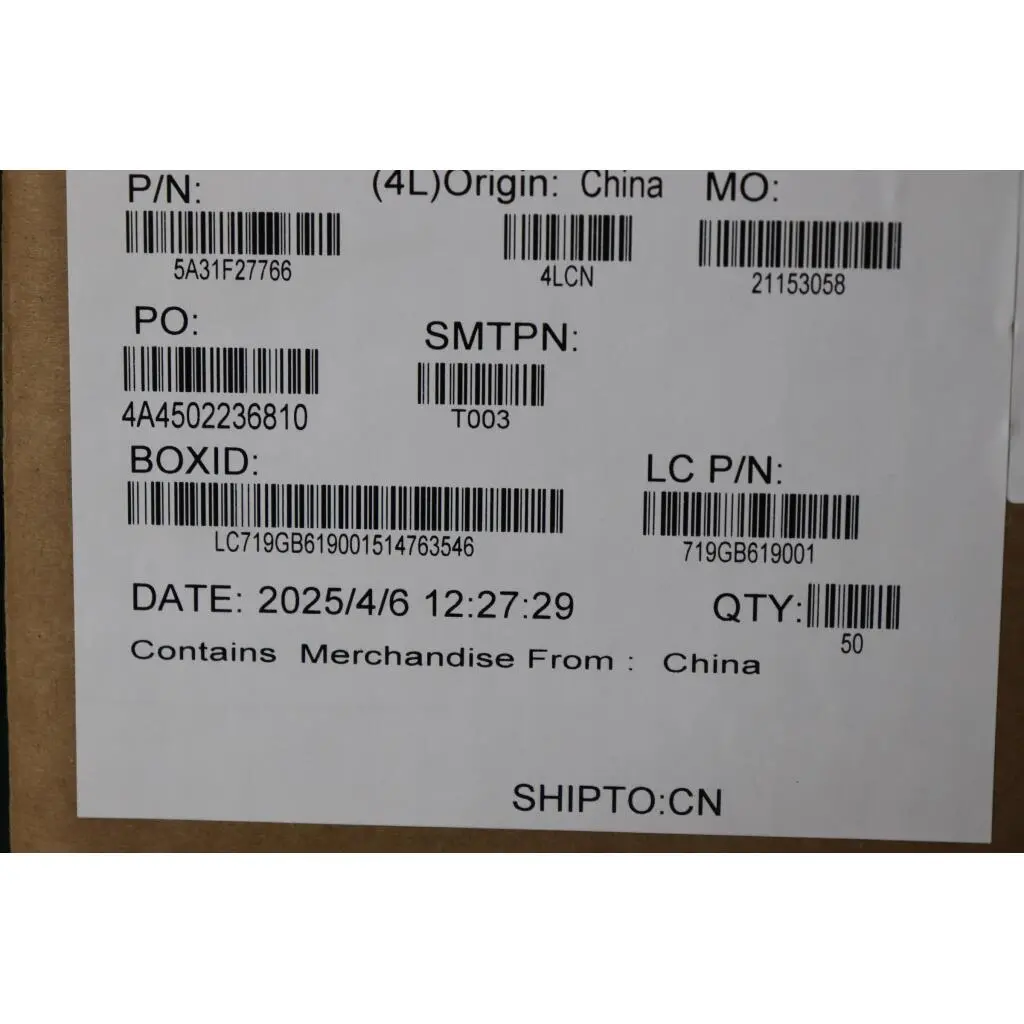 P/N: (4L)Origin: China MO:
5A31F27766 4LCN 21153058
PO: SMTPN:
4A4502236810 T003
BOXID: LC P/N:
LC719GB619001514763546 719GB619001
DATE: 2025/4/6 12:27:29 QTY:
50
Contains Merchandise From : China
SHIPTO:CN